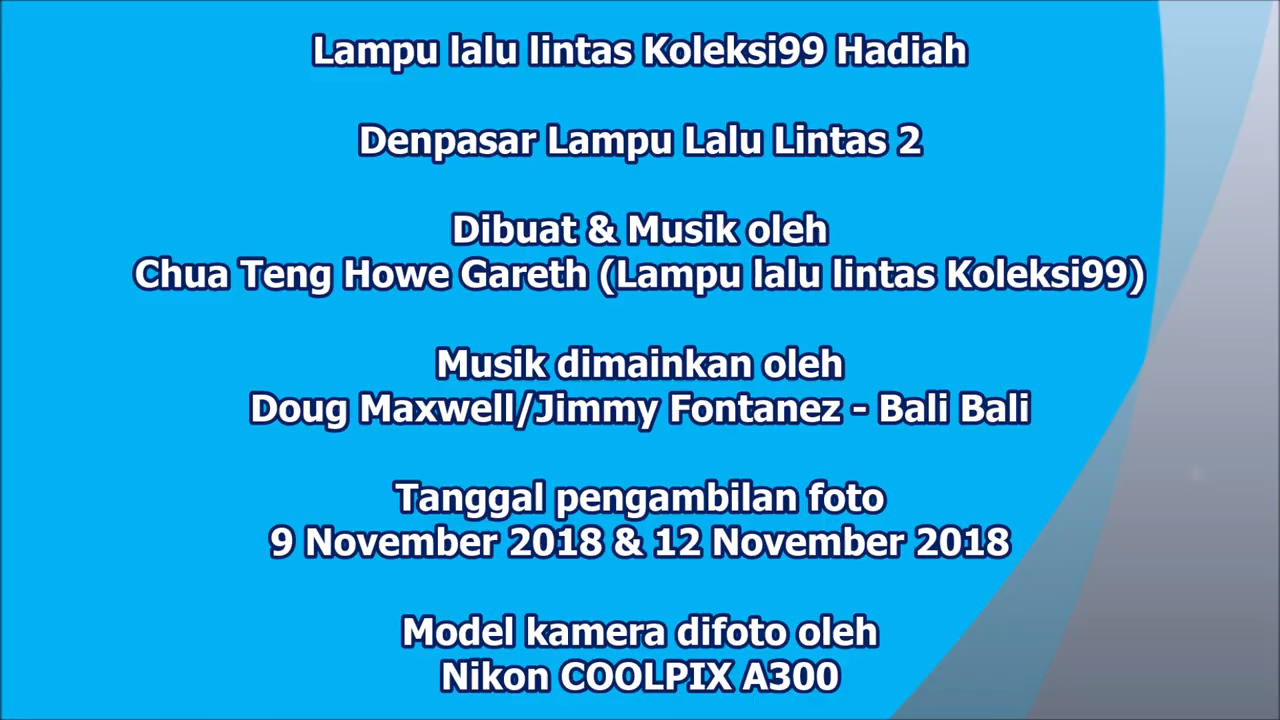 Lampu lalu lintas Koleksi99 Hadiah
Denpasar Lampu Lalu Lintas 2
Dibuat & Musik oleh
Chua Teng Howe Gareth (Lampu lalu lintas Koleksi99)
Musik dimainkan oleh
Doug Maxwell/Jimmy Fontanez - Bali Bali
Tanggal pengambilan foto
9 November 2018 & 12 November 2018
Model kamera difoto oleh
Nikon COOLPIX A300